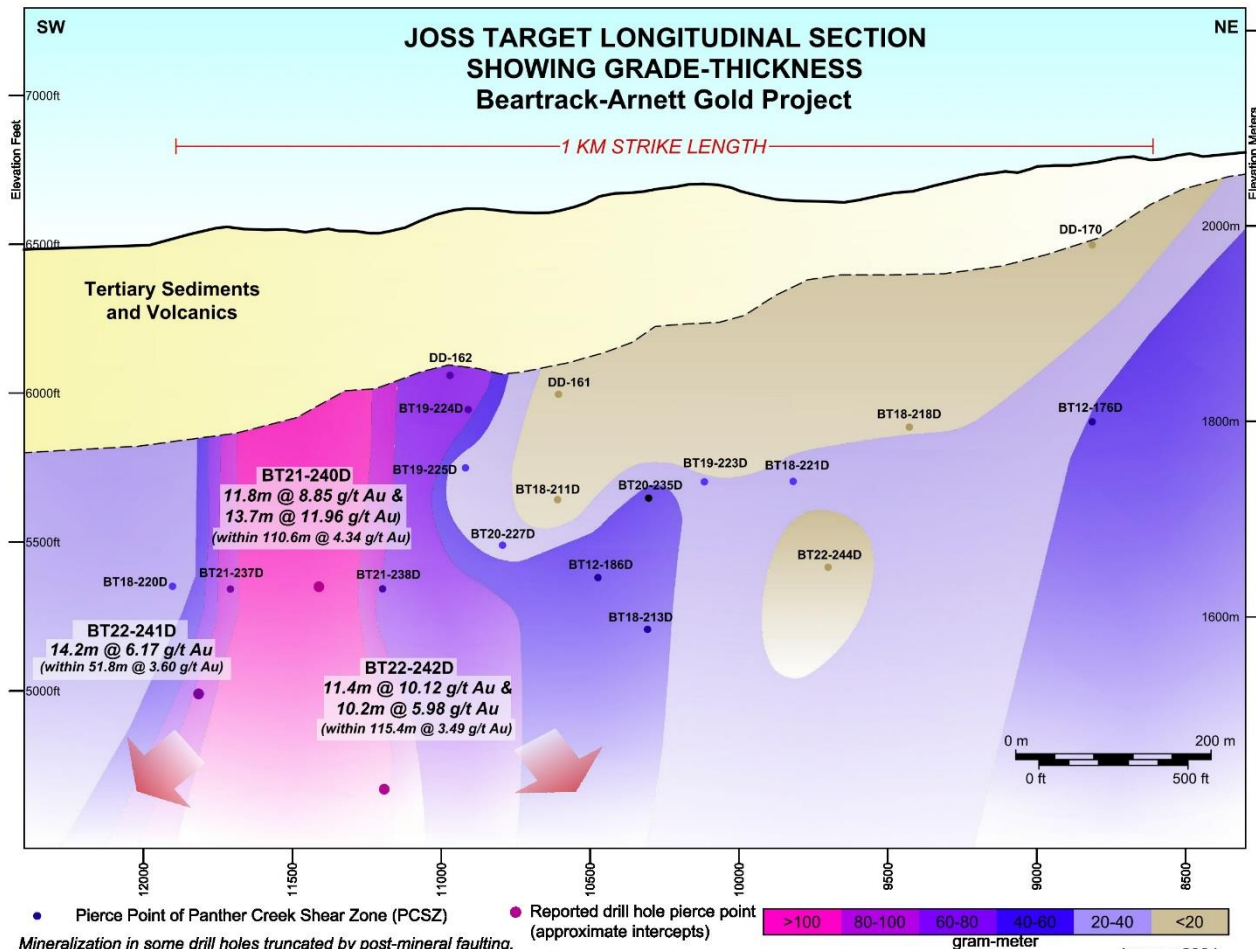 SW
NE
JOSS TARGET LONGITUDINAL SECTION
SHOWING GRADE-THICKNESS
Beartrack-Arnett Gold Project
Elevation Feet
Elevation Meters
7000ft
1 KM STRIKE LENGTH
6500ft
2000m
DD-170
Tertiary Sediments
and Volcanics
6000ft
DD-162
DD-161
BT19-224D
BT18-218D
BT12-176D
1800m
BT19-225D
BT19-223D
BT18-221D
BT21-240D
11.8m @ 8.85 g/t Au &
13.7m @ 11.96 g/t Au)
(within 110.6m @ 4.34 g/t Au)
BT18-211D
BT20-235D
5500ft
BT20-227D
BT22-244D
BT18-220D
BT21-237D
BT21-238D
BT12-186D
BT18-213D
1600m
BT22-241D
14.2m @ 6.17 g/t Au
(within 51.8m @ 3.60 g/t Au)
BT22-242D
11.4m @ 10.12 g/t Au &
10.2m @ 5.98 g/t Au
(within 115.4m @ 3.49 g/t Au)
5000ft
0 m 200 m
0 ft 500 ft
12000
11500
11000
10500
10000
9500
9000
8500
Pierce Point of Panther Creek Shear Zone (PCSZ)
Reported drill hole pierce point
(approximate intercepts)
>100 80-100 60-80 40-60 20-40 <20
gram-meter
Mineralization in some drill holes truncated by post-mineral faulting.